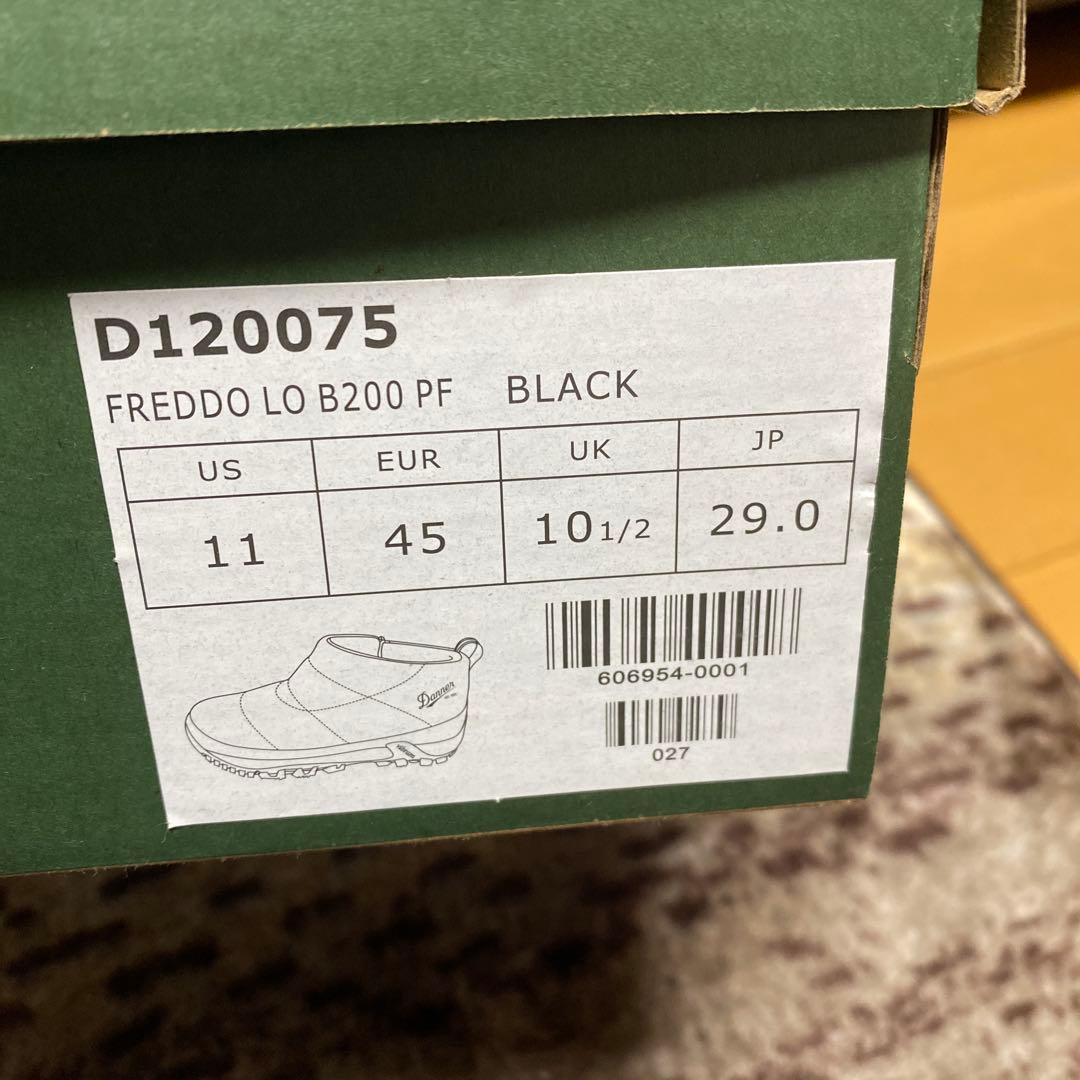 D120075
FREDDO LO B200 PF BLACK
US EUR UK JP
11 45 10 1/2 29.0
Danner
606954-0001
027